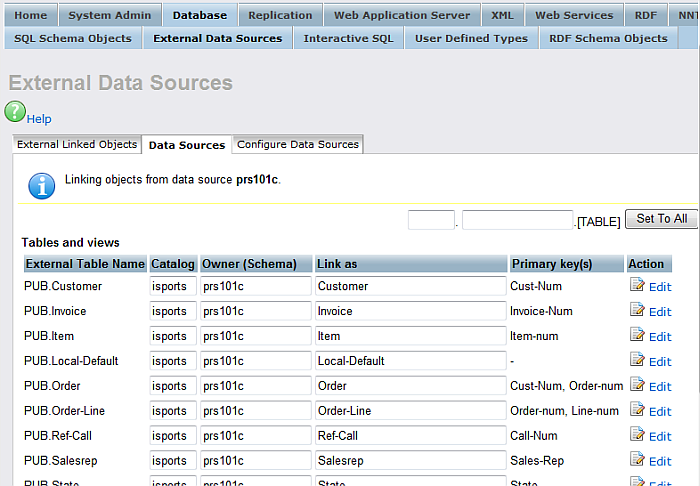 Home System Admin Database Replication Web Application Server XML Web Services RDF NNT
SQL Schema Objects External Data Sources Interactive SQL User Defined Types RDF Schema Objects
External Data Sources
Help
External Linked Objects Data Sources Configure Data Sources
Linking objects from data source prs101c.
. .[TABLE] Set To All
Tables and views
External Table Name Catalog Owner (Schema) Link as Primary key(s) Action
PUB.Customer isports prs101c Customer Cust-Num Edit
PUB.Invoice isports prs101c Invoice Invoice-Num Edit
PUB.Item isports prs101c Item Item-num Edit
PUB.Local-Default isports prs101c Local-Default - Edit
PUB.Order isports prs101c Order Cust-Num, Order-num Edit
PUB.Order-Line isports prs101c Order-Line Order-num, Line-num Edit
PUB.Ref-Call isports prs101c Ref-Call Call-Num Edit
PUB.Salesrep isports prs101c Salesrep Sales-Rep Edit
PUB.State isports prs101c State State Edit